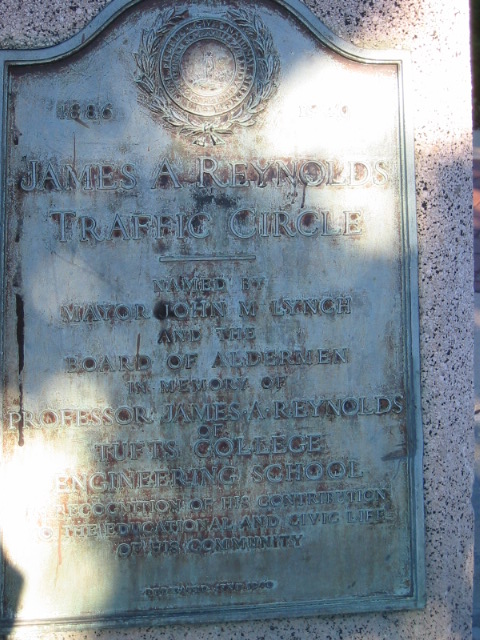 1886
JAMES A. REYNOLDS
TRAFFIC CIRCLE
NAMED BY
MAYOR JOHN M. LYNCH
AND THE
BOARD OF ALDERMEN
IN MEMORY OF
PROFESSOR JAMES A. REYNOLDS
OF
TUFTS COLLEGE
ENGINEERING SCHOOL
RECOGNITION OF HIS CONTRIBUTION
TO THE EDUCATIONAL AND CIVIC LIFE
OF HIS COMMUNITY